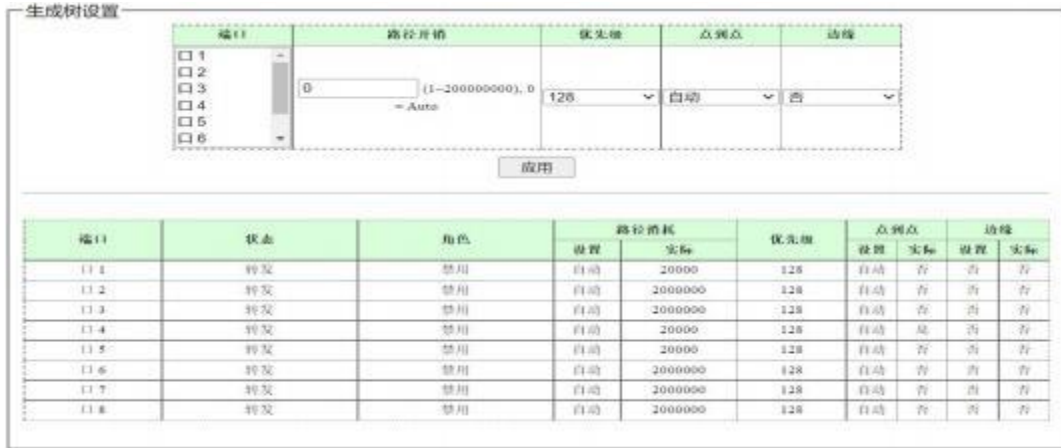 生成树设置
端口 路径开销 优先级 点到点 边缘
口 1
口 2
口 3
口 4
口 5
口 6
0 (1-200000000), 0 = Auto
128 自动 否
应用
端口 状态 角色 路径消耗 优先级 点到点 边缘
设置 实际 设置 实际 设置 实际
口 1 转发 禁用 自动 20000 128 自动 否 否 否
口 2 转发 禁用 自动 2000000 128 自动 否 否 否
口 3 转发 禁用 自动 2000000 128 自动 否 否 否
口 4 转发 禁用 自动 20000 128 自动 是 否 否
口 5 转发 禁用 自动 20000 128 自动 否 否 否
口 6 转发 禁用 自动 2000000 128 自动 否 否 否
口 7 转发 禁用 自动 2000000 128 自动 否 否 否
口 8 转发 禁用 自动 2000000 128 自动 否 否 否